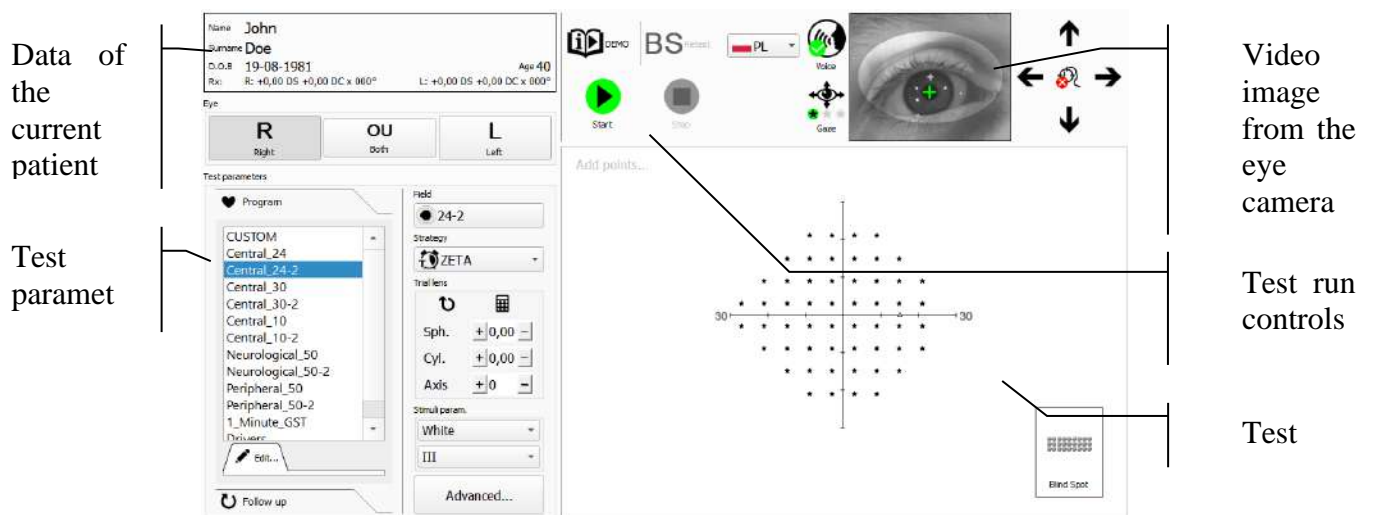 Data of
the
current
patient
Test
paramet
Name John
Surname Doe
D.O.B 19-08-1981 Age 40
Rx: R: +0,00 DS +0,00 DC x 000° L: +0,00 DS +0,00 DC x 000°
Eye
R
Right
OU
Both
L
Left
Test parameters
Program
CUSTOM
Central_24
Central_24-2
Central_30
Central_30-2
Central_10
Central_10-2
Neurological_50
Neurological_50-2
Peripheral_50
Peripheral_50-2
1_Minute_GST
Drivers
Edit...
Follow up
Field
24-2
Strategy
ZETA
Trial lens
Sph. + 0,00 −
Cyl. + 0,00 −
Axis + 0 −
Stimuli param.
White
III
Advanced...
DEMO
BS Retest
PL
Voice
Start
Stop
Gaze
Add points...
30 30
Blind Spot
Video
image
from the
eye
camera
Test run
controls
Test